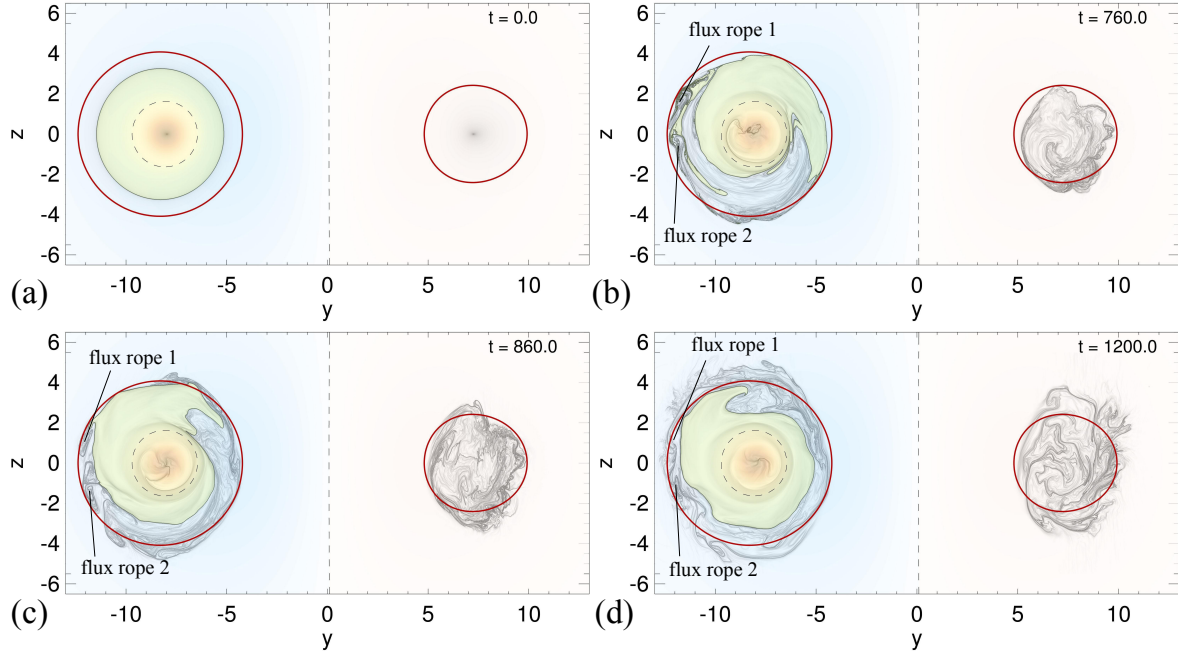 t = 0.0
6
4
2
0
-2
-4
-6
z
-10 -5 0 5 10
y
(a)
t = 760.0
flux rope 1
flux rope 2
6
4
2
0
-2
-4
-6
z
-10 -5 0 5 10
y
(b)
t = 860.0
flux rope 1
flux rope 2
6
4
2
0
-2
-4
-6
z
-10 -5 0 5 10
y
(c)
t = 1200.0
flux rope 1
flux rope 2
6
4
2
0
-2
-4
-6
z
-10 -5 0 5 10
y
(d)